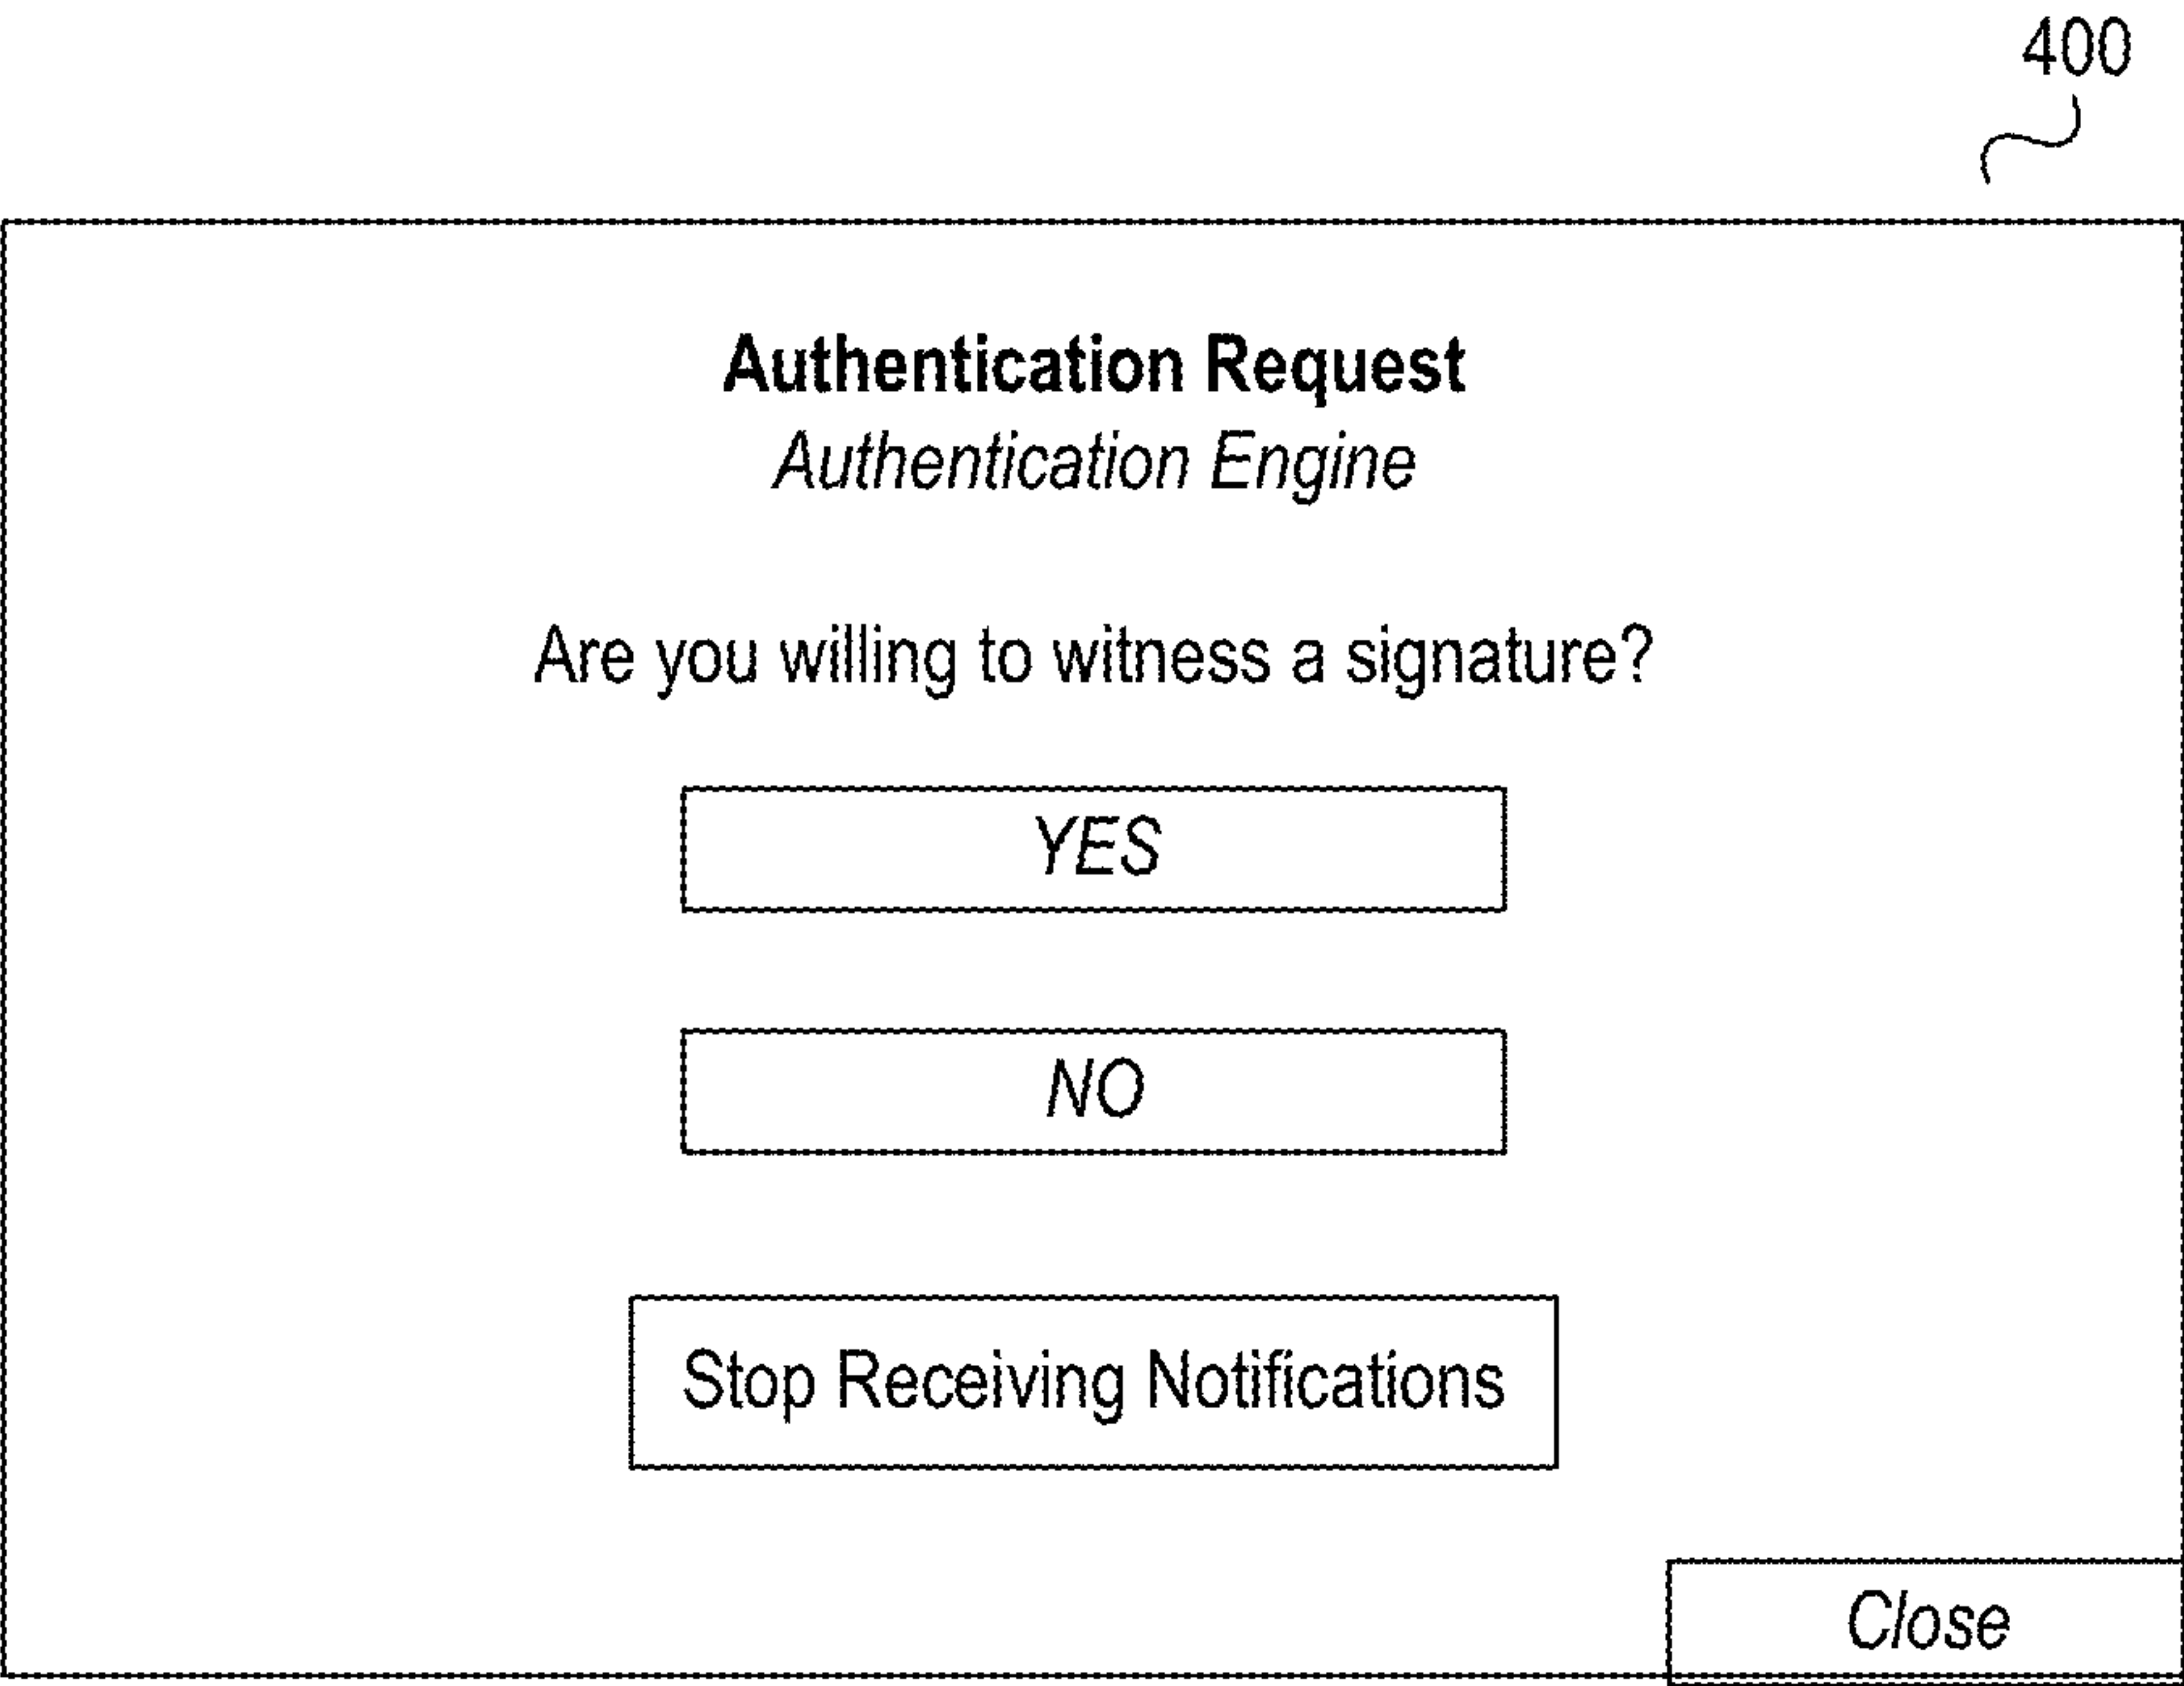 400
Authentication Request
Authentication Engine
Are you willing to witness a signature?
YES
NO
Stop Receiving Notifications
Close